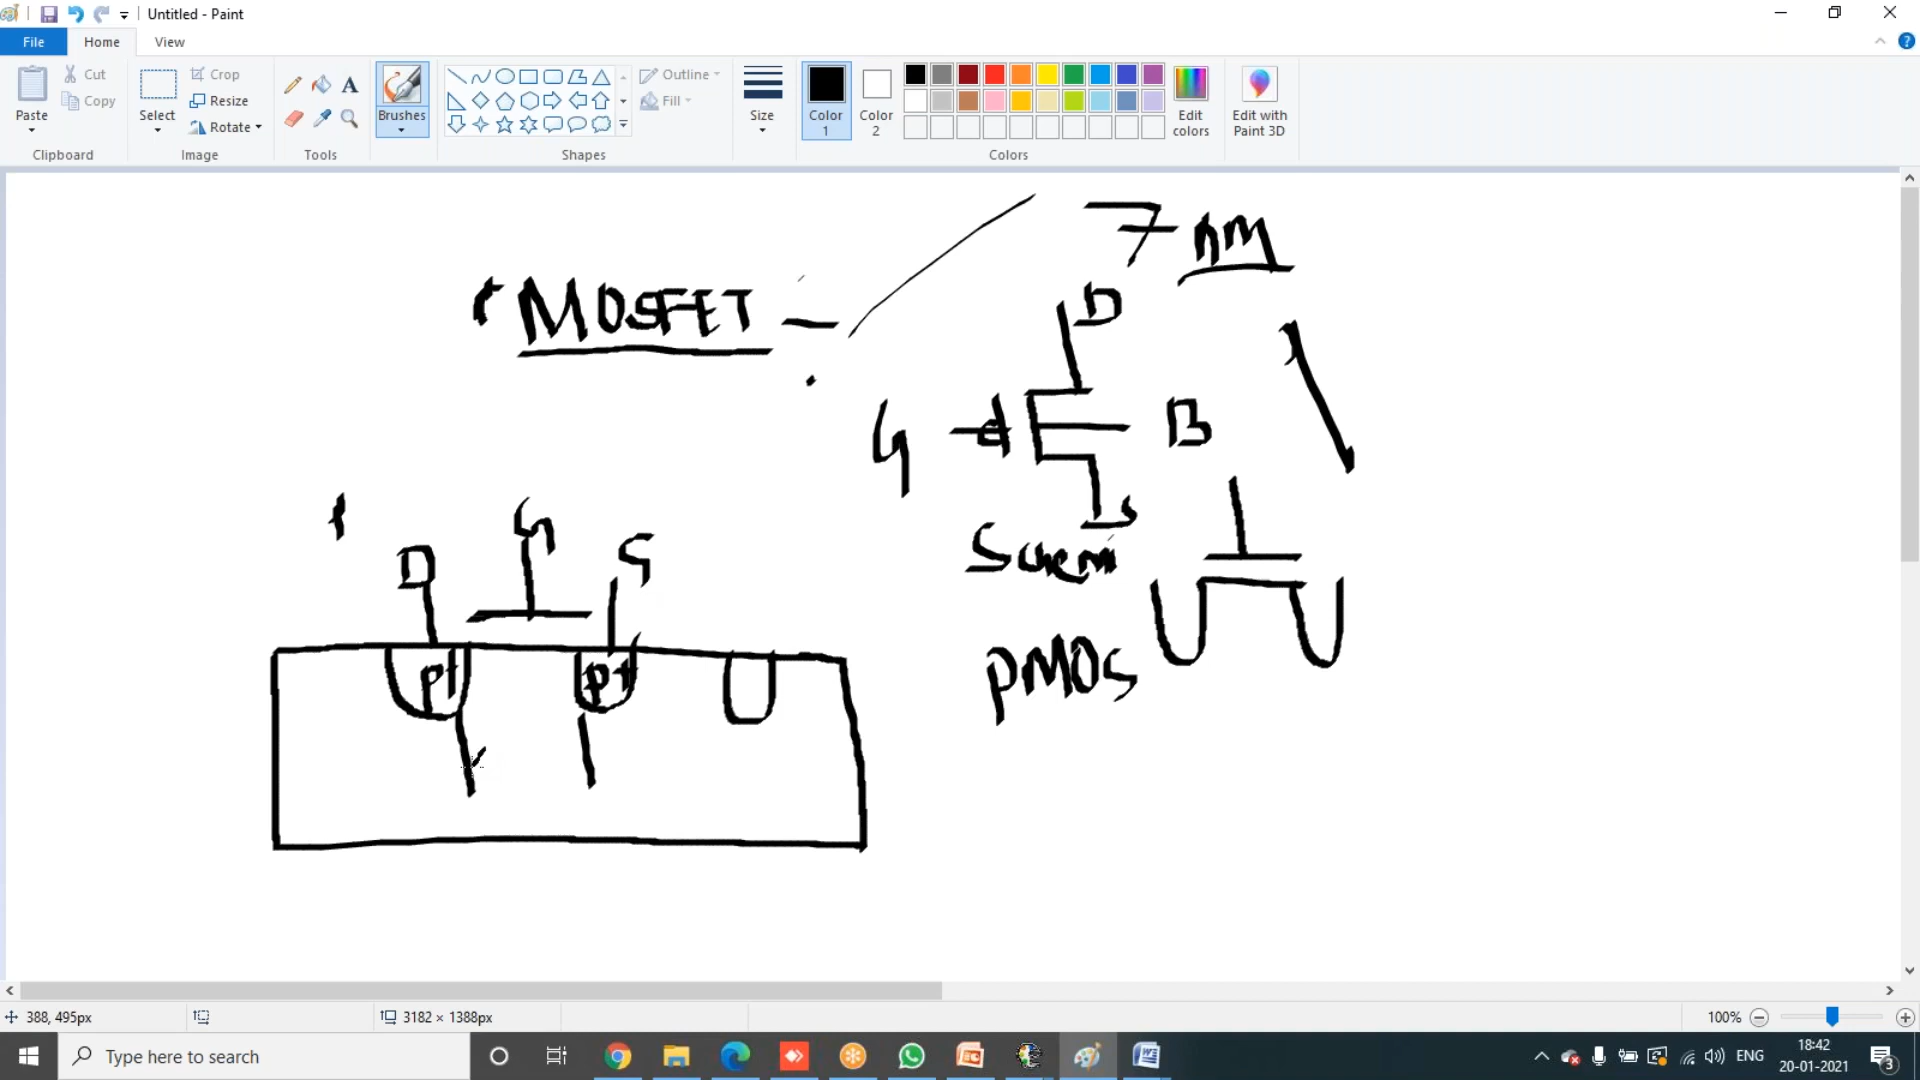 Untitled - Paint
File Home View
Paste
Cut
Copy
Clipboard
Select
Crop
Resize
Rotate
Image
Tools
Brushes
Shapes
Outline
Fill
Size
Color 1
Color 2
Edit colors
Edit with Paint 3D
Colors
7 nm
MOSFET -
D
G
B
S
Schem
PMOS
D
G
S
p+
p+
388, 495px
3182 × 1388px
100%
Type here to search
ENG
18:42
20-01-2021
3